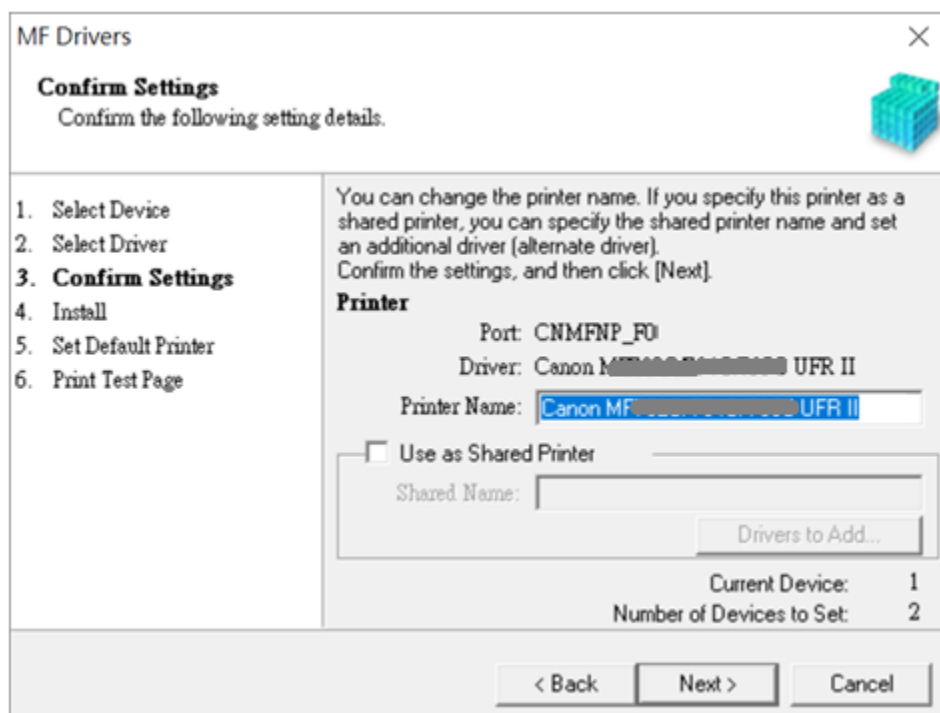 MF Drivers
Confirm Settings
Confirm the following setting details.
1. Select Device
2. Select Driver
3. Confirm Settings
4. Install
5. Set Default Printer
6. Print Test Page
You can change the printer name. If you specify this printer as a
shared printer, you can specify the shared printer name and set
an additional driver (alternate driver).
Confirm the settings, and then click [Next].
Printer
Port: CNMFNP_F0
Driver: Canon UFR II
Printer Name: Canon UFR II
Use as Shared Printer
Shared Name:
Drivers to Add...
Current Device: 1
Number of Devices to Set: 2
< Back
Next >
Cancel